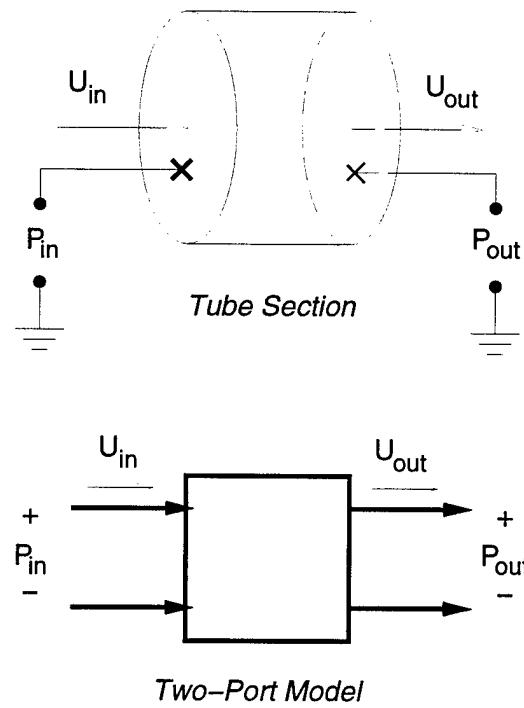 U_in
U_out
P_in
P_out
Tube Section
U_in
U_out
+
+
P_in
P_out
−
−
Two−Port Model